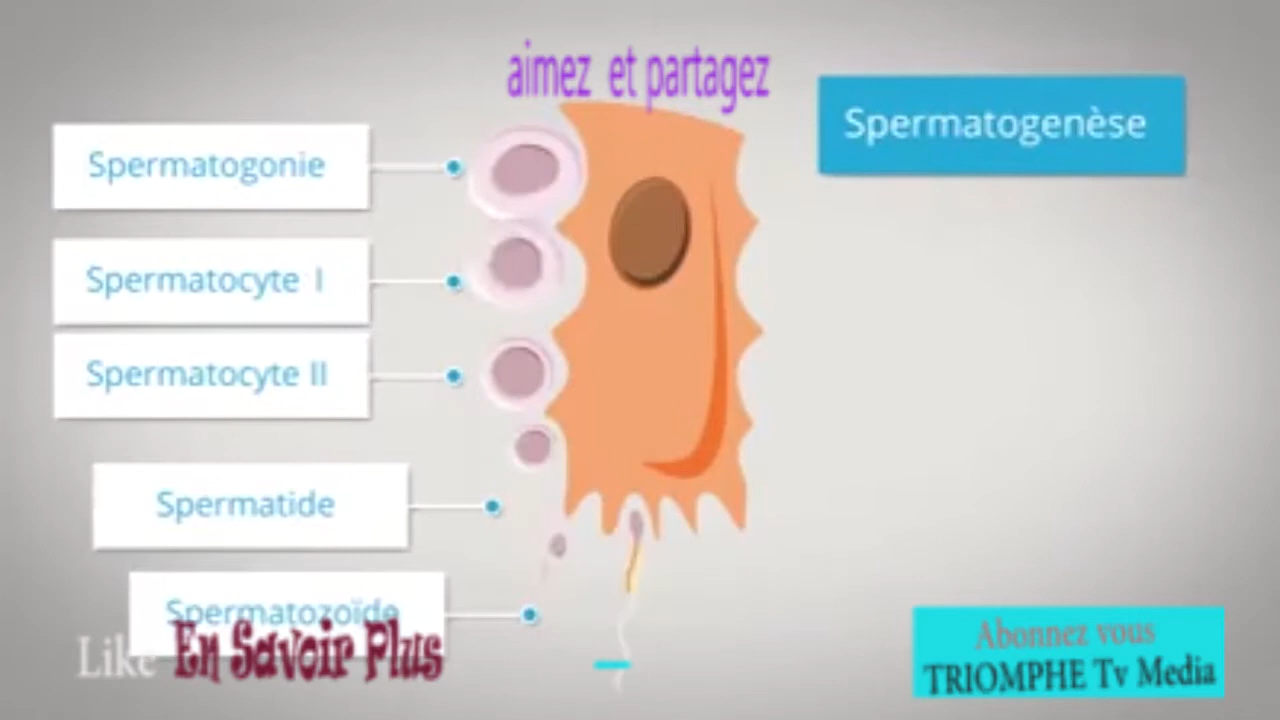 aimez et partagez
Spermatogenèse
Spermatogonie
Spermatocyte I
Spermatocyte II
Spermatide
Spermatozoïde
Like En Savoir Plus
Abonnez vous
TRIOMPHE Tv Media